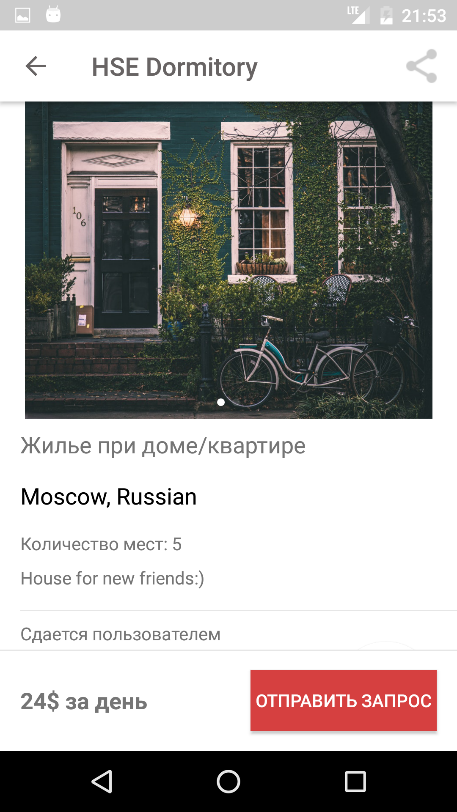 LTE 21:53
HSE Dormitory
106
Жилье при доме/квартире
Moscow, Russian
Количество мест: 5
House for new friends:)
Сдается пользователем
24$ за день
ОТПРАВИТЬ ЗАПРОС